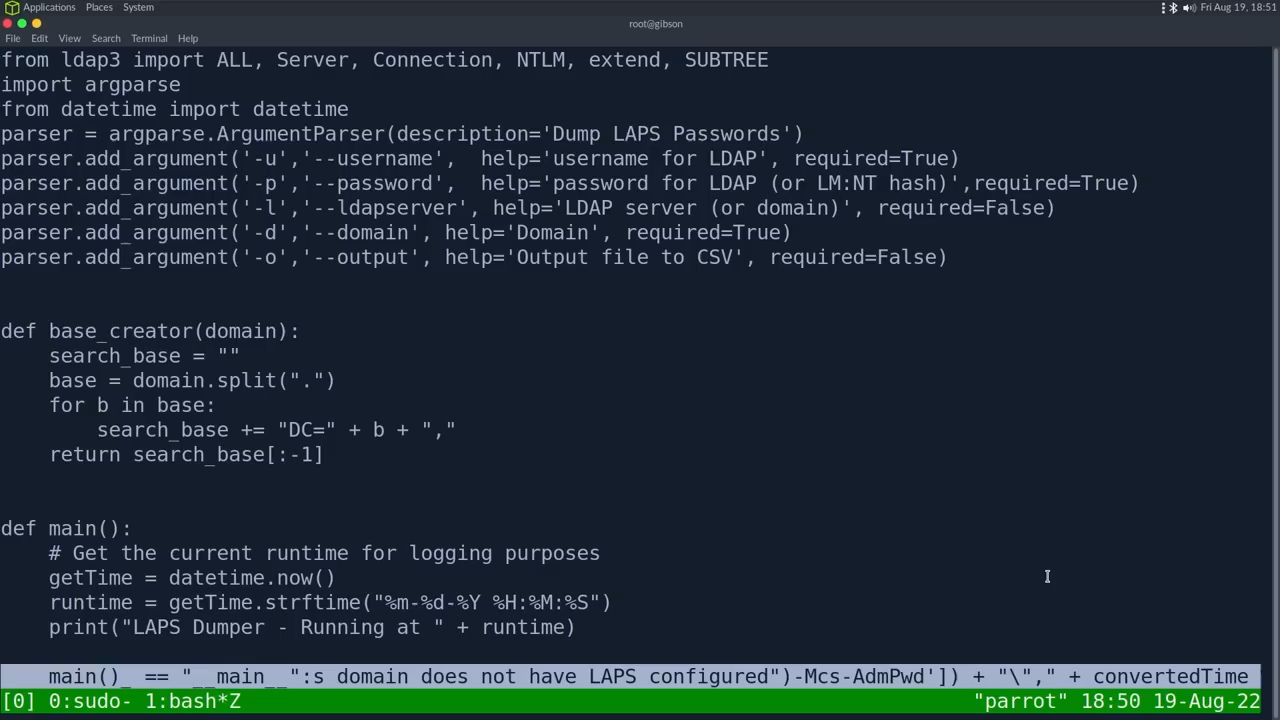 Applications Places System Fri Aug 19, 18:51
root@gibson
File Edit View Search Terminal Help
from ldap3 import ALL, Server, Connection, NTLM, extend, SUBTREE
import argparse
from datetime import datetime
parser = argparse.ArgumentParser(description='Dump LAPS Passwords')
parser.add_argument('-u','--username',  help='username for LDAP', required=True)
parser.add_argument('-p','--password',  help='password for LDAP (or LM:NT hash)',required=True)
parser.add_argument('-l','--ldapserver', help='LDAP server (or domain)', required=False)
parser.add_argument('-d','--domain', help='Domain', required=True)
parser.add_argument('-o','--output', help='Output file to CSV', required=False)
def base_creator(domain):
    search_base = ""
    base = domain.split(".")
    for b in base:
        search_base += "DC=" + b + ","
    return search_base[:-1]
def main():
    # Get the current runtime for logging purposes
    getTime = datetime.now()
    runtime = getTime.strftime("%m-%d-%Y %H:%M:%S")
    print("LAPS Dumper - Running at " + runtime)
    main()_ == "__main__":s domain does not have LAPS configured")-Mcs-AdmPwd']) + "\"," + convertedTime
[0] 0:sudo- 1:bash*Z "parrot" 18:50 19-Aug-22